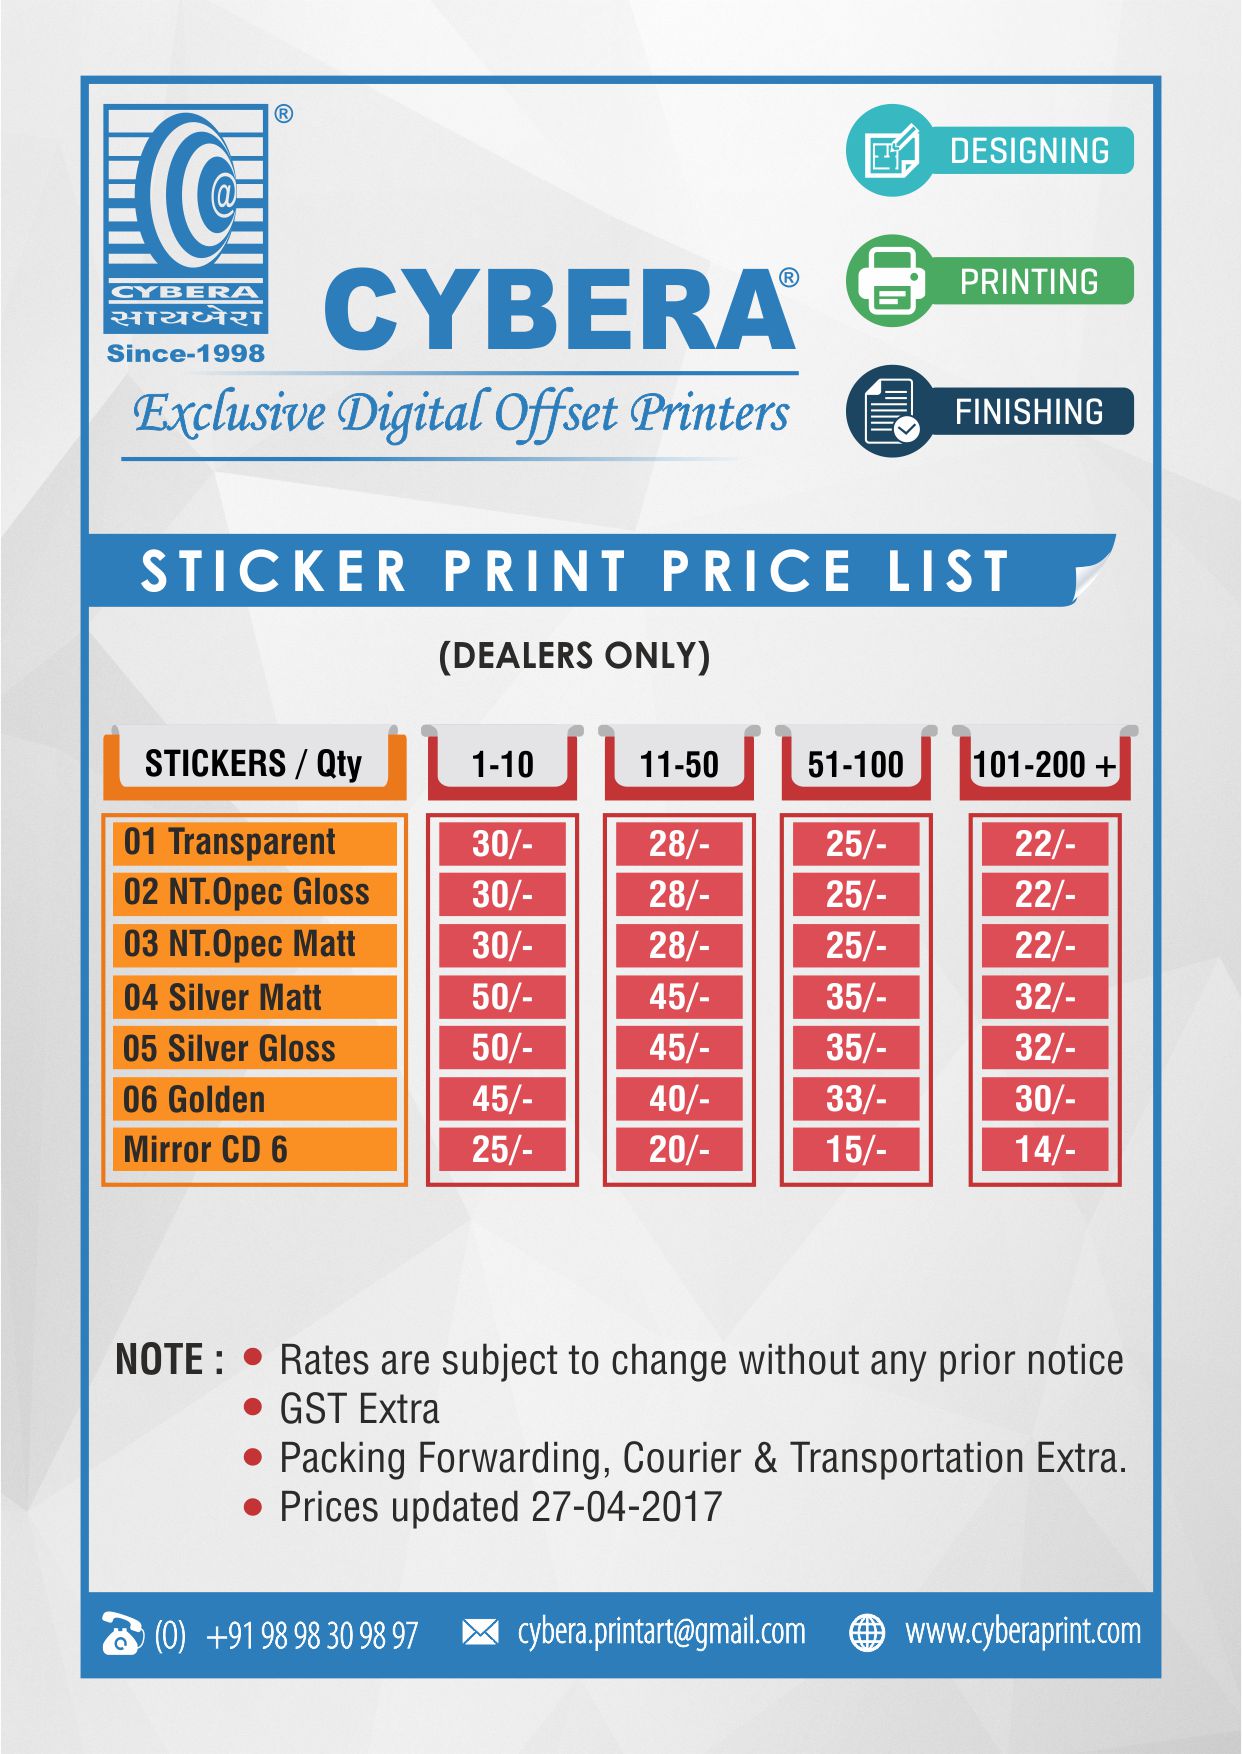 ®
@
CYBERA
સાયબેરા
Since-1998
CYBERA®
Exclusive Digital Offset Printers
DESIGNING
PRINTING
FINISHING
STICKER PRINT PRICE LIST
(DEALERS ONLY)
STICKERS / Qty 1-10 11-50 51-100 101-200 +
01 Transparent 30/- 28/- 25/- 22/-
02 NT.Opec Gloss 30/- 28/- 25/- 22/-
03 NT.Opec Matt 30/- 28/- 25/- 22/-
04 Silver Matt 50/- 45/- 35/- 32/-
05 Silver Gloss 50/- 45/- 35/- 32/-
06 Golden 45/- 40/- 33/- 30/-
Mirror CD 6 25/- 20/- 15/- 14/-
NOTE : • Rates are subject to change without any prior notice
• GST Extra
• Packing Forwarding, Courier & Transportation Extra.
• Prices updated 27-04-2017
(O) +91 98 98 30 98 97 cybera.printart@gmail.com www.cyberaprint.com